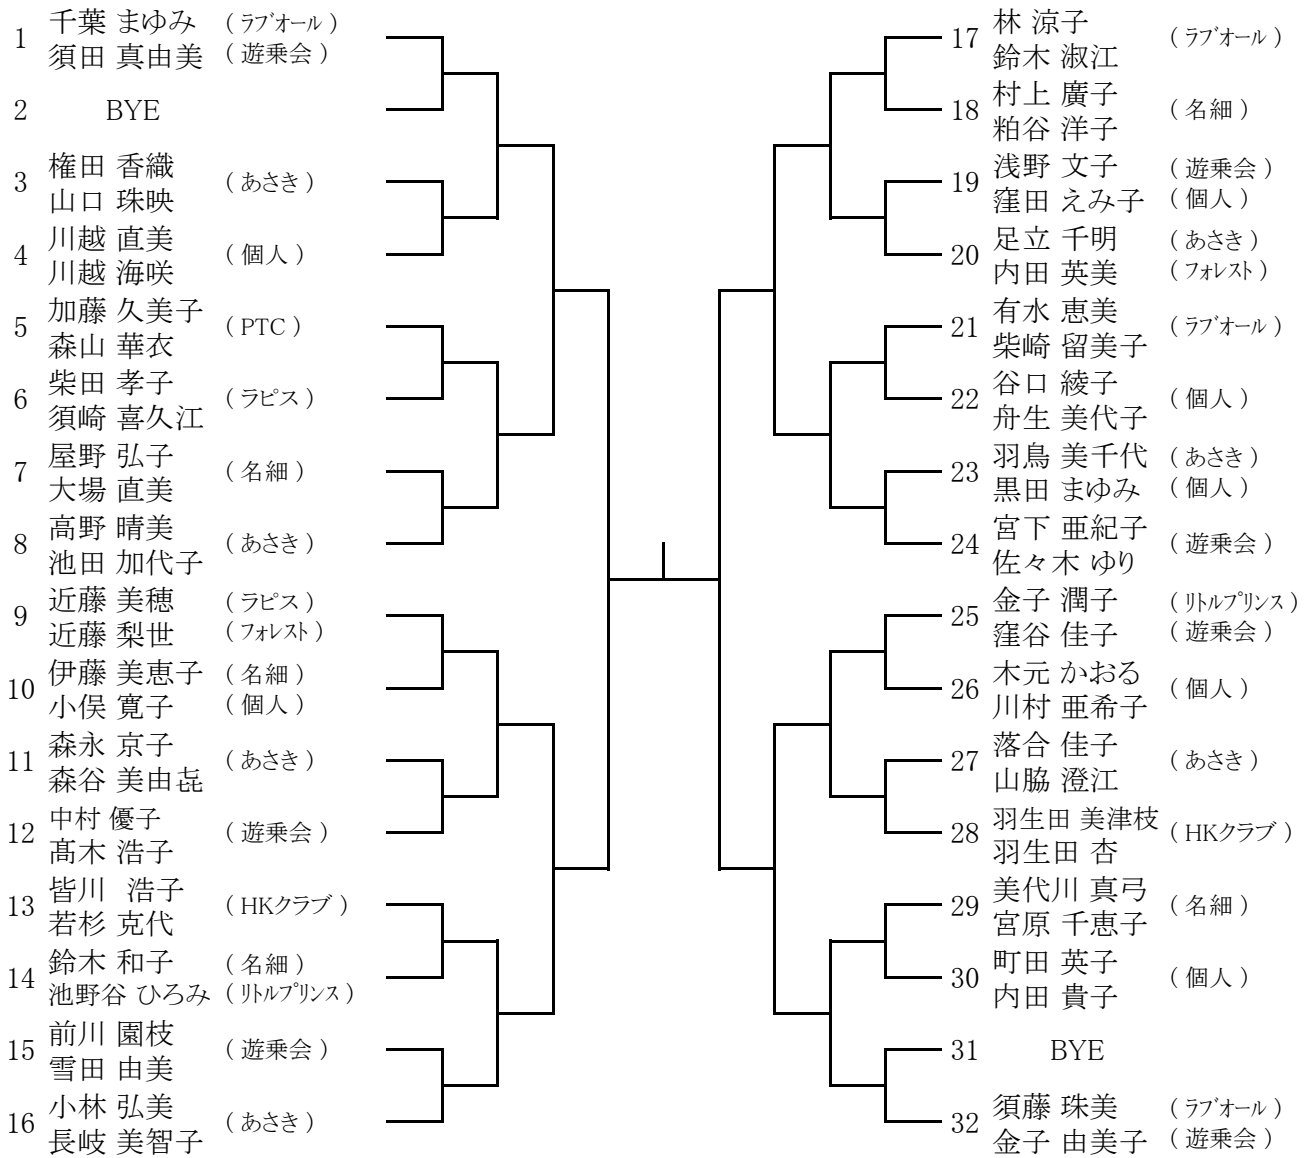 1 千葉 まゆみ ( ラブオール )
須田 真由美 ( 遊乗会 )
2 BYE
3 権田 香織 ( あさき )
山口 珠映
4 川越 直美 ( 個人 )
川越 海咲
5 加藤 久美子 ( PTC )
森山 華衣
6 柴田 孝子 ( ラピス )
須崎 喜久江
7 屋野 弘子 ( 名細 )
大場 直美
8 高野 晴美 ( あさき )
池田 加代子
9 近藤 美穂 ( ラピス )
近藤 梨世 ( フォレスト )
10 伊藤 美恵子 ( 名細 )
小俣 寛子 ( 個人 )
11 森永 京子 ( あさき )
森谷 美由㐂
12 中村 優子 ( 遊乗会 )
髙木 浩子
13 皆川 浩子 ( HKクラブ )
若杉 克代
14 鈴木 和子 ( 名細 )
池野谷 ひろみ ( リトルプリンス )
15 前川 園枝 ( 遊乗会 )
雪田 由美
16 小林 弘美 ( あさき )
長岐 美智子
17 林 涼子 ( ラブオール )
鈴木 淑江
18 村上 廣子 ( 名細 )
粕谷 洋子
19 浅野 文子 ( 遊乗会 )
窪田 えみ子 ( 個人 )
20 足立 千明 ( あさき )
内田 英美 ( フォレスト )
21 有水 恵美 ( ラブオール )
柴崎 留美子
22 谷口 綾子 ( 個人 )
舟生 美代子
23 羽鳥 美千代 ( あさき )
黒田 まゆみ ( 個人 )
24 宮下 亜紀子 ( 遊乗会 )
佐々木 ゆり
25 金子 潤子 ( リトルプリンス )
窪谷 佳子 ( 遊乗会 )
26 木元 かおる ( 個人 )
川村 亜希子
27 落合 佳子 ( あさき )
山脇 澄江
28 羽生田 美津枝 ( HKクラブ )
羽生田 杏
29 美代川 真弓 ( 名細 )
宮原 千恵子
30 町田 英子 ( 個人 )
内田 貴子
31 BYE
32 須藤 珠美 ( ラブオール )
金子 由美子 ( 遊乗会 )